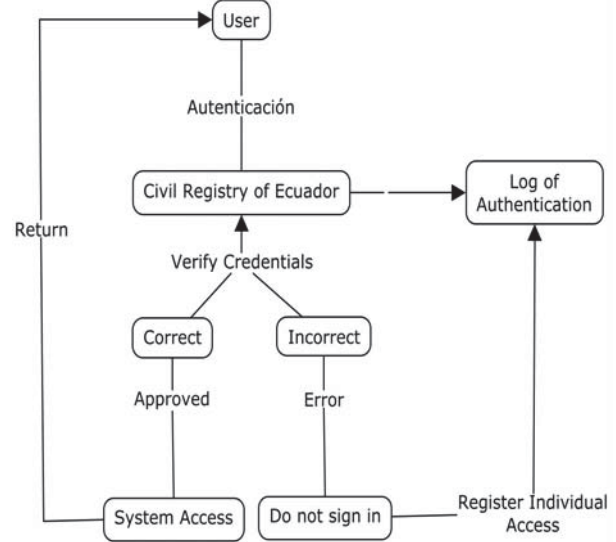 User
Autenticación
Civil Registry of Ecuador
Log of
Authentication
Return
Verify Credentials
Correct
Incorrect
Approved
Error
System Access
Do not sign in
Register Individual
Access